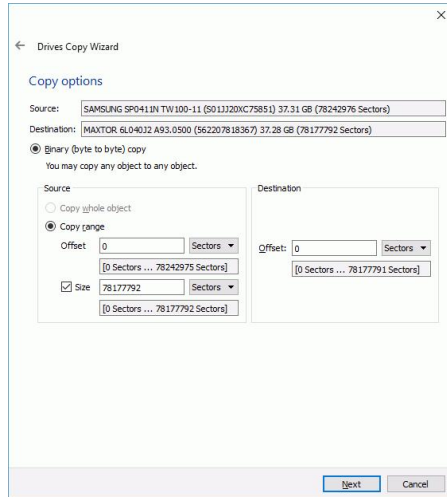 Drives Copy Wizard
Copy options
Source: SAMSUNG SP0411N TW100-11 (S01JJ20XC75851) 37.31 GB (78242976 Sectors)
Destination: MAXTOR 6L040J2 A93.0500 (562207818367) 37.28 GB (78177792 Sectors)
Binary (byte to byte) copy
You may copy any object to any object.
Source
Copy whole object
Copy range
Offset 0 Sectors
[0 Sectors ... 78242975 Sectors]
Size 78177792 Sectors
[0 Sectors ... 78177792 Sectors]
Destination
Offset: 0 Sectors
[0 Sectors ... 78177791 Sectors]
Next Cancel